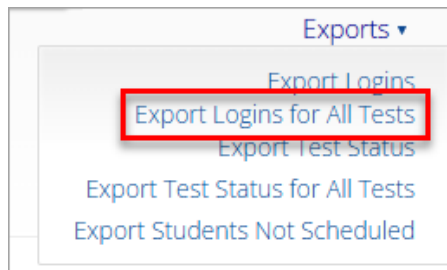 Exports ▾
Export Logins
Export Logins for All Tests
Export Test Status
Export Test Status for All Tests
Export Students Not Scheduled